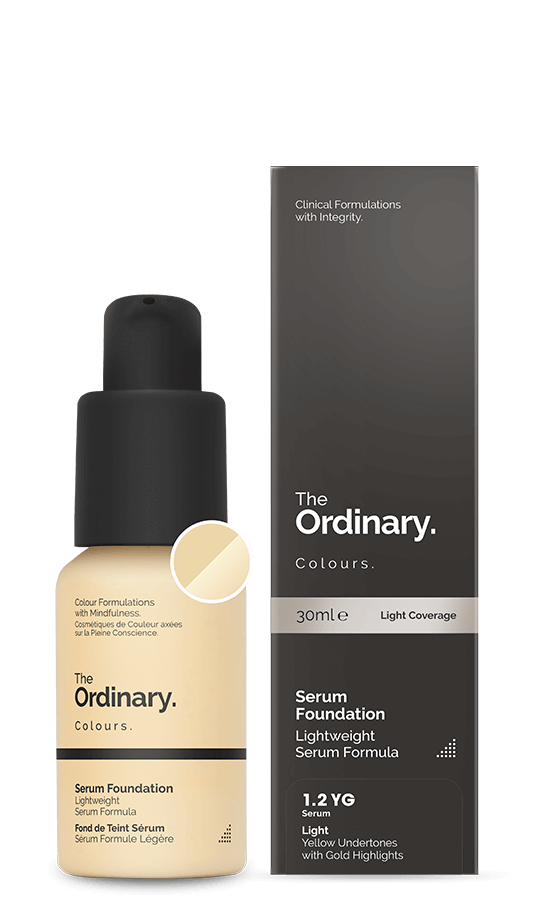 Colour Formulations
with Mindfulness.
Cosmétiques de Couleur axées
sur la Pleine Conscience.
The
Ordinary.
Colours.
Serum Foundation
Lightweight
Serum Formula
Fond de Teint Sérum
Sérum Formule Légère
Clinical Formulations
with Integrity.
The
Ordinary.
Colours.
30ml e Light Coverage
Serum
Foundation
Lightweight
Serum Formula
1.2 YG
Serum
Light
Yellow Undertones
with Gold Highlights